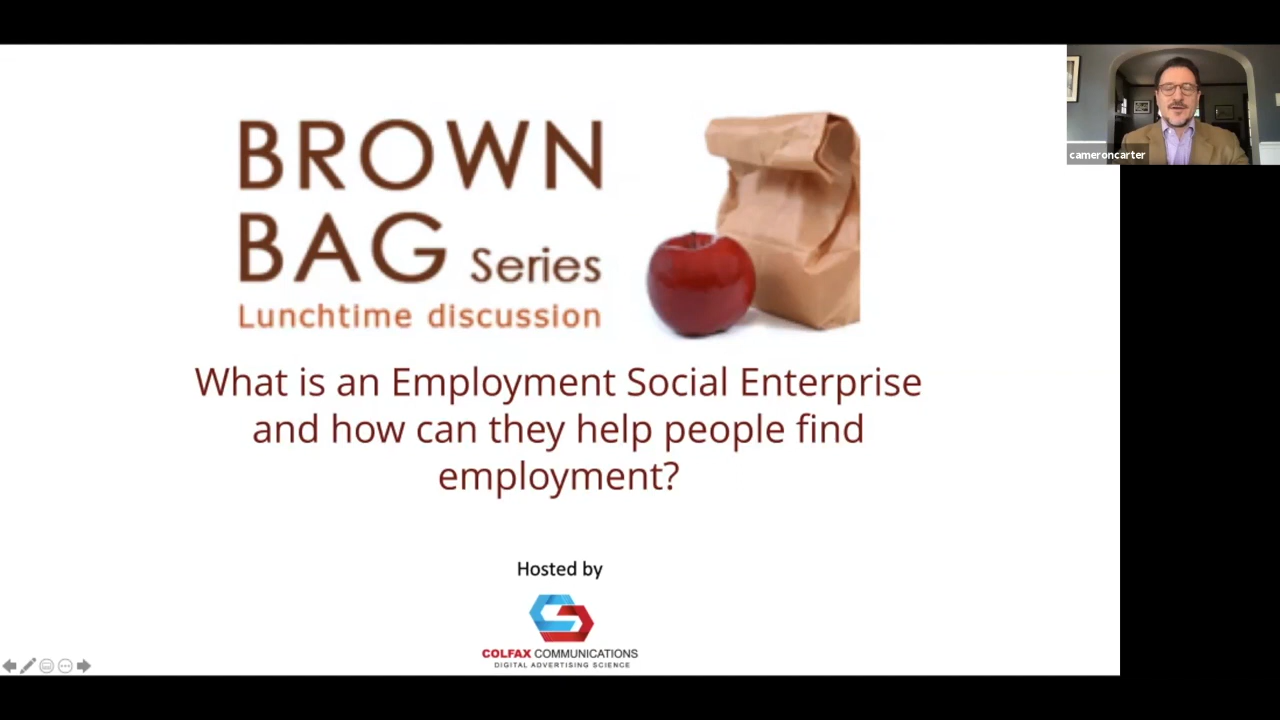 BROWN
BAG Series
Lunchtime discussion
What is an Employment Social Enterprise
and how can they help people find
employment?
Hosted by
COLFAX COMMUNICATIONS
DIGITAL ADVERTISING SCIENCE
cameroncarter